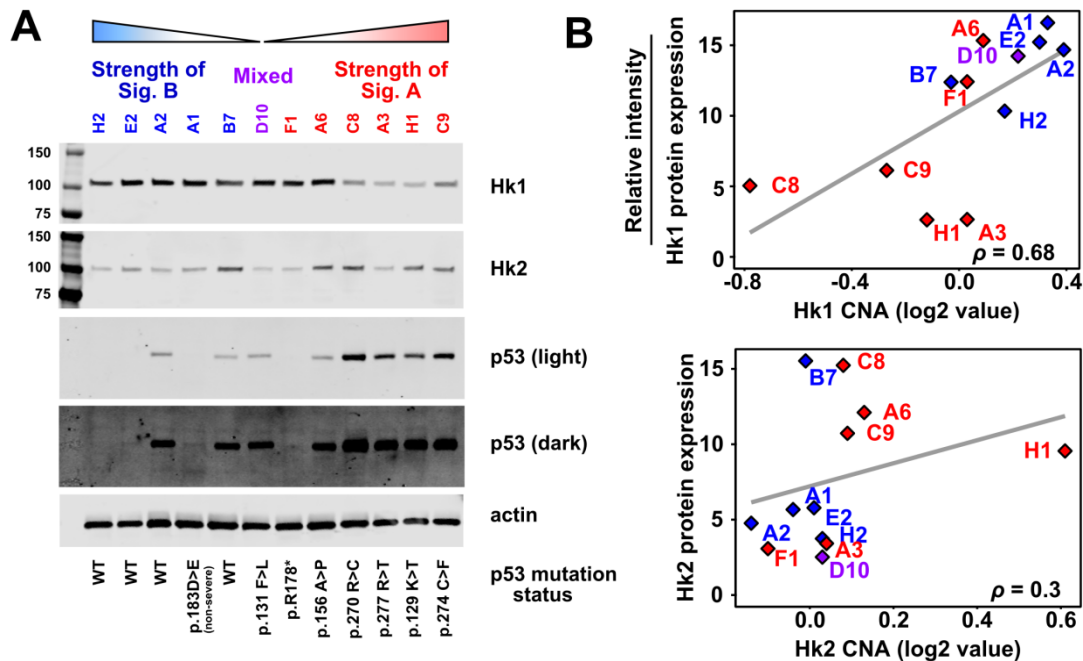 A
Strength of
Sig. B
Mixed
Strength of
Sig. A
H2 E2 A2 A1 B7 D10 F1 A6 C8 A3 H1 C9
150
100
75
Hk1
150
100
75
Hk2
p53 (light)
p53 (dark)
actin
WT
WT
WT
p.183D>E
(non-severe)
WT
p.131 F>L
p.R178*
p.156 A>P
p.270 R>C
p.277 R>T
p.129 K>T
p.274 C>F
p53 mutation
status
B
Relative intensity
Hk1 protein expression
15
10
5
0
A1
A6
E2
D10
A2
B7
F1
H2
C9
C8
H1
A3
ρ = 0.68
-0.8 -0.4 0.0 0.4
Hk1 CNA (log2 value)
Hk2 protein expression
15
10
5
0
B7
C8
A6
C9
H1
A1
E2
A2
H2
F1
A3
D10
ρ = 0.3
0.0 0.2 0.4 0.6
Hk2 CNA (log2 value)